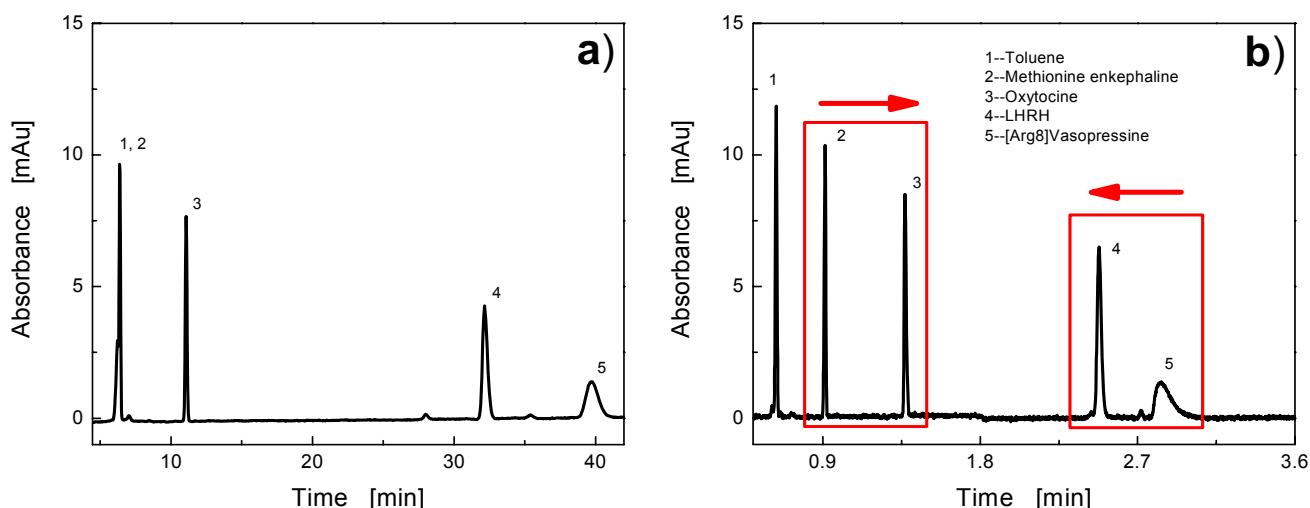 a)
15
10
5
0
Absorbance [mAu]
1, 2
3
4
5
10
20
30
40
Time [min]
b)
15
10
5
0
Absorbance [mAu]
1--Toluene
2--Methionine enkephaline
3--Oxytocine
4--LHRH
5--[Arg8]Vasopressine
1
2
3
4
5
0.9
1.8
2.7
3.6
Time [min]